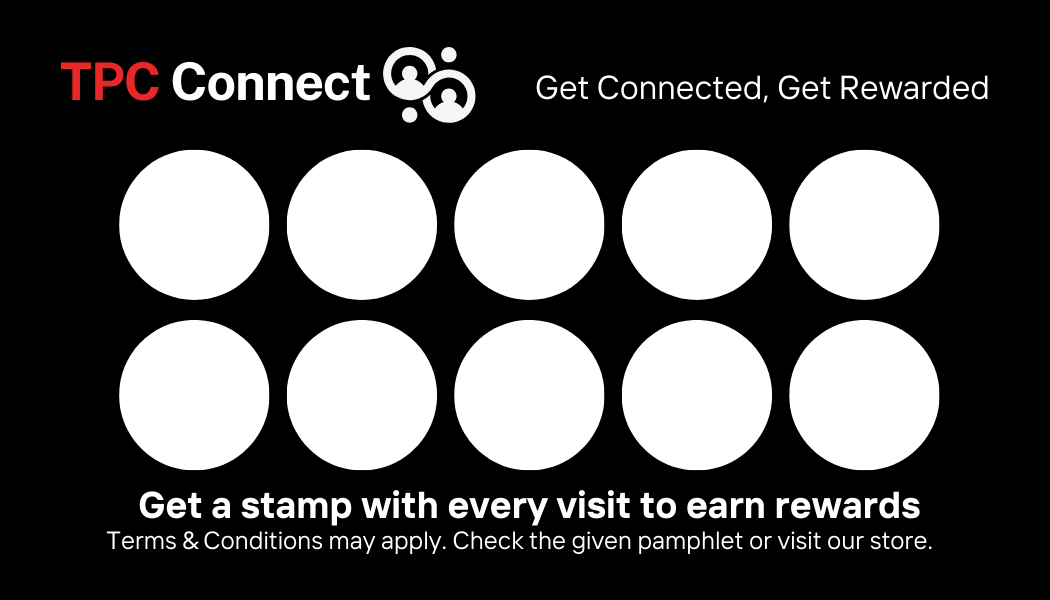 TPC Connect
Get Connected, Get Rewarded
Get a stamp with every visit to earn rewards
Terms & Conditions may apply. Check the given pamphlet or visit our store.